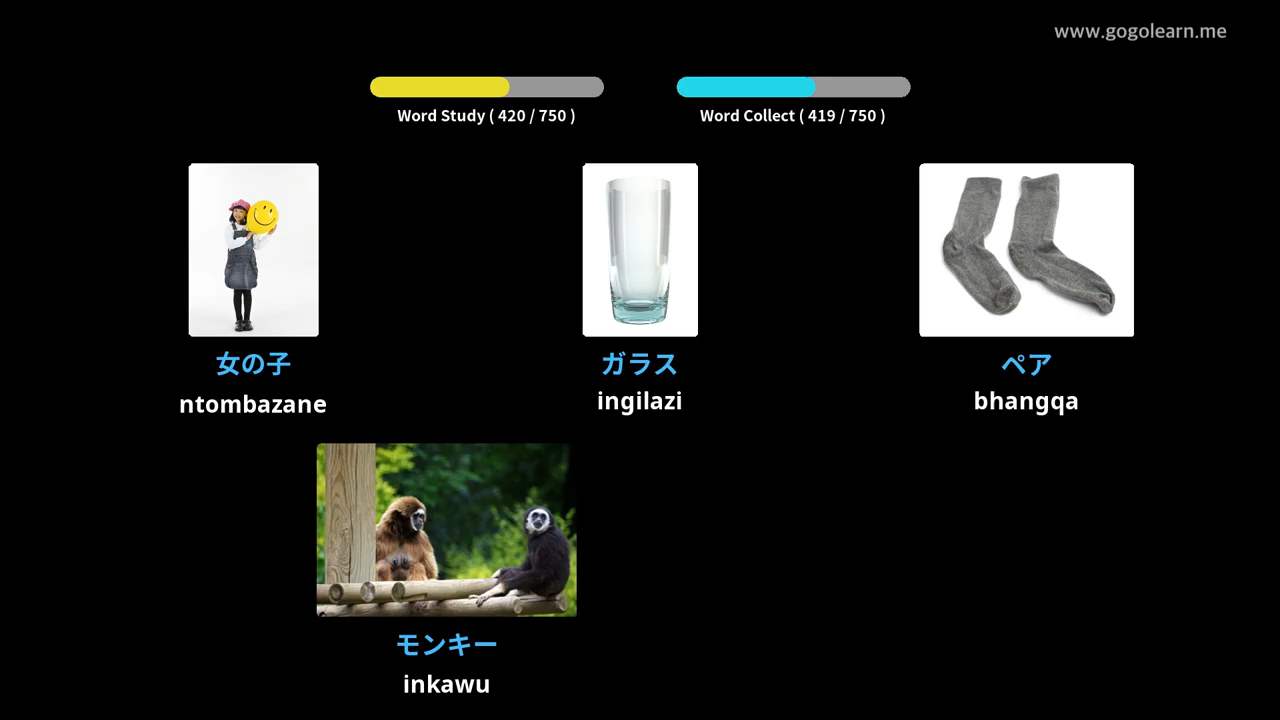 www.gogolearn.me
Word Study ( 420 / 750 )
Word Collect ( 419 / 750 )
女の子
ntombazane
ガラス
ingilazi
ペア
bhangqa
モンキー
inkawu